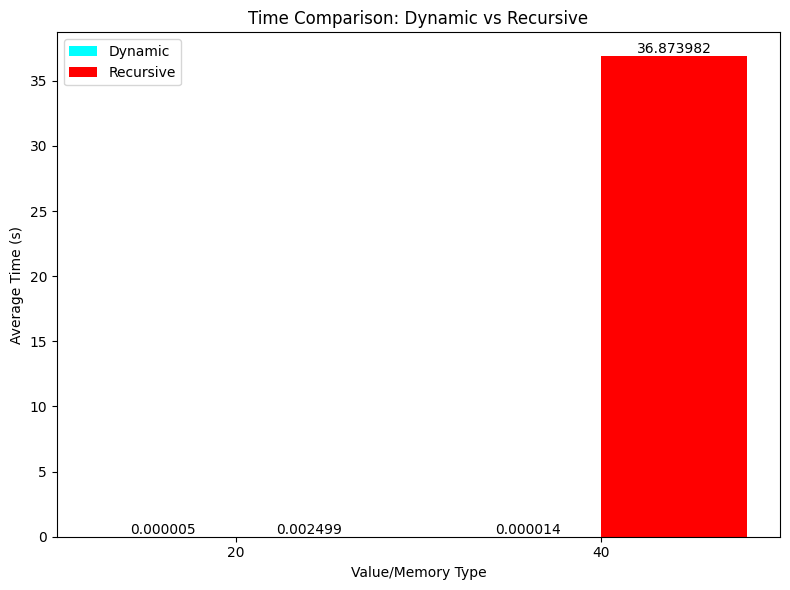 Time Comparison: Dynamic vs Recursive
Dynamic
Recursive
36.873982
35
30
25
20
15
10
5
0
Average Time (s)
0.000005
0.002499
0.000014
20
40
Value/Memory Type